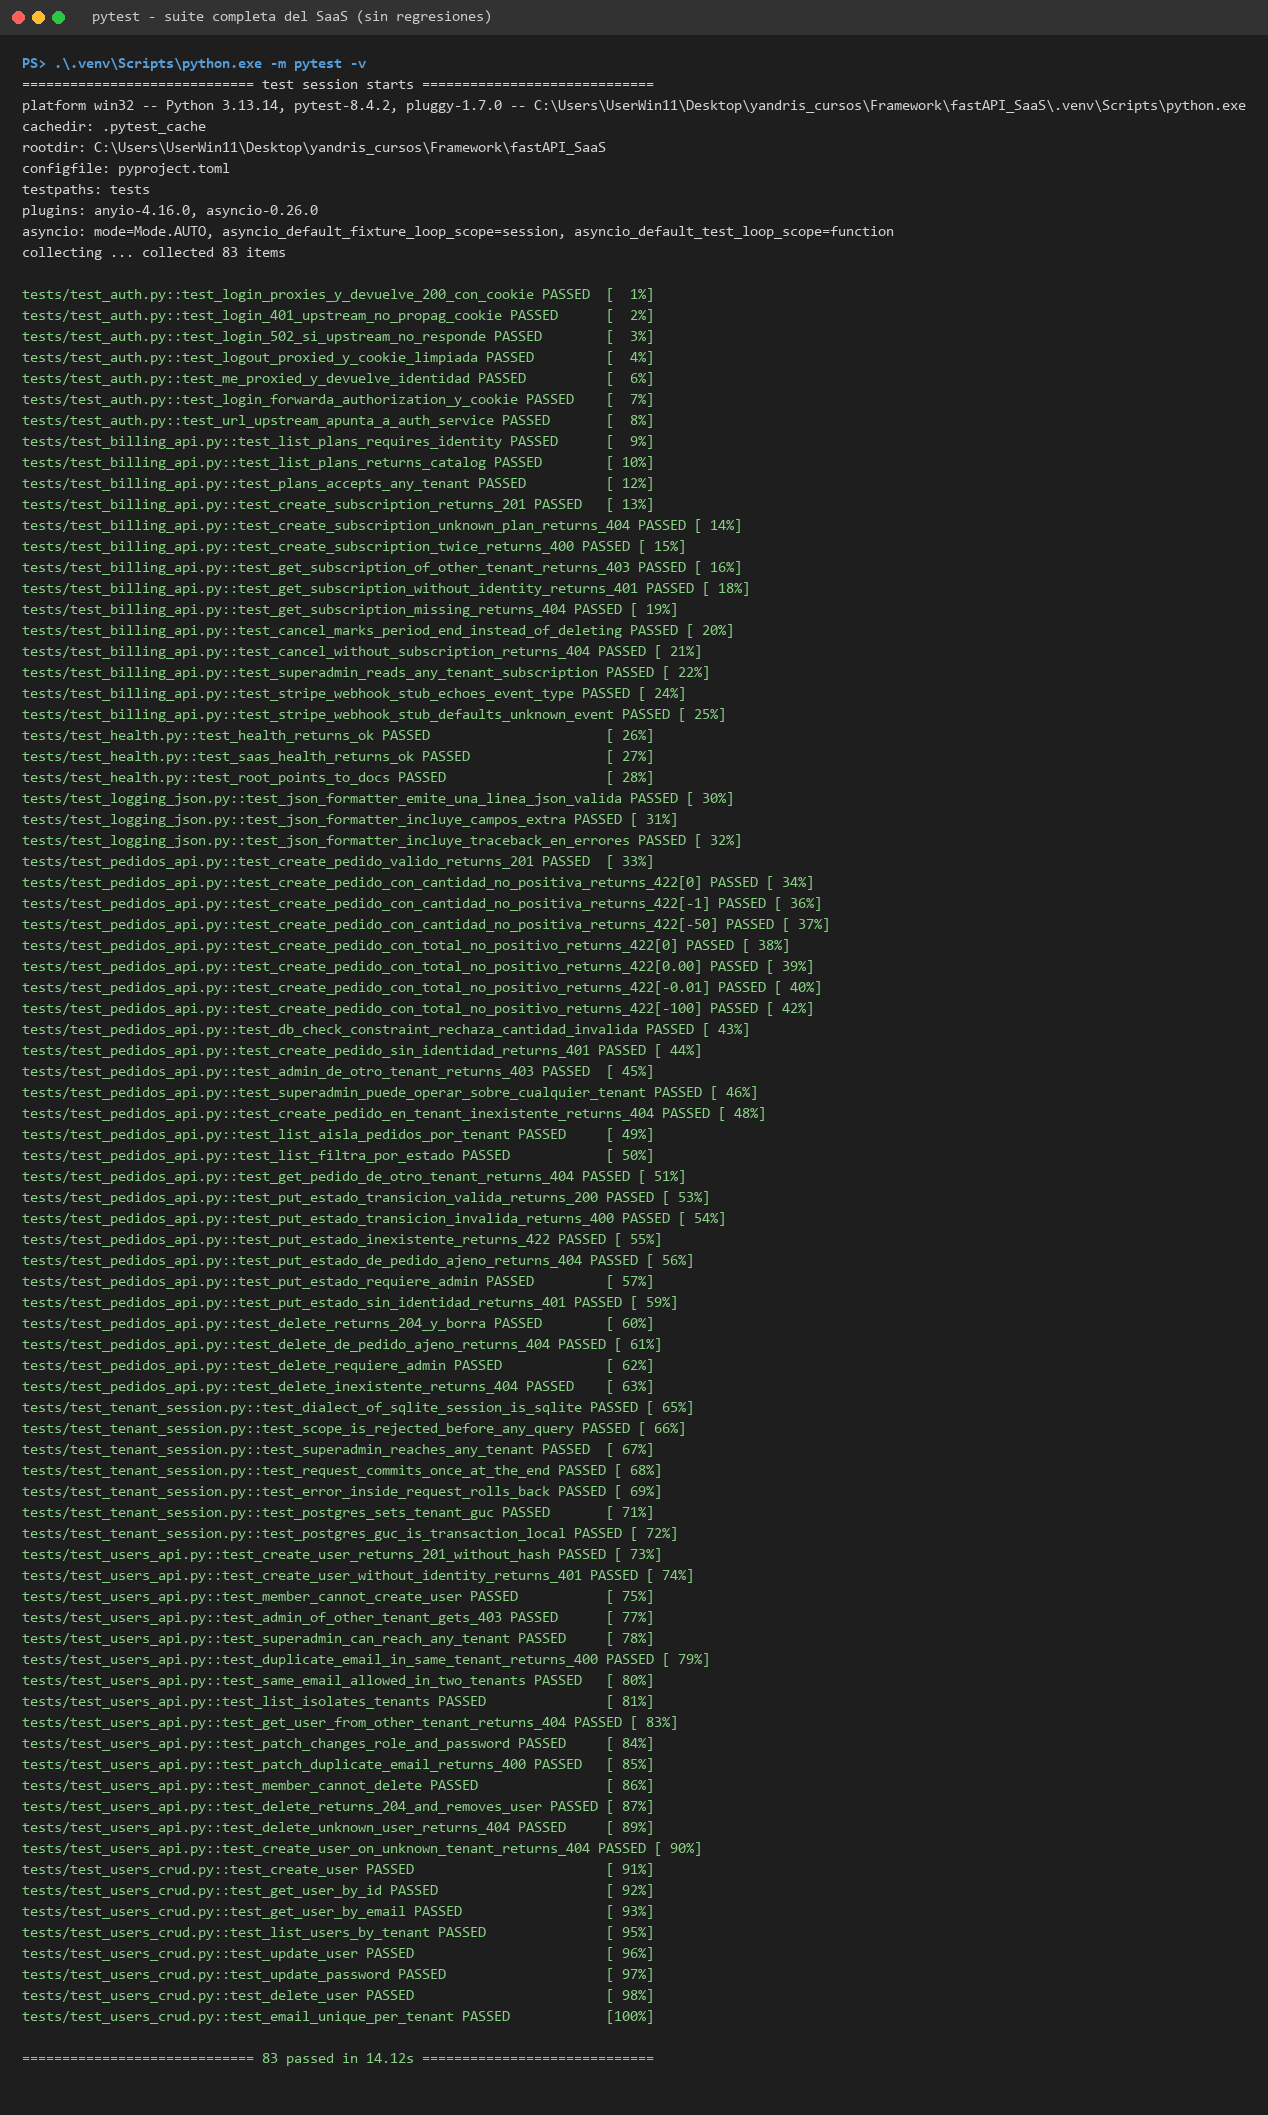 pytest - suite completa del SaaS (sin regresiones)
PS> .\.venv\Scripts\python.exe -m pytest -v
============================= test session starts =============================
platform win32 -- Python 3.13.14, pytest-8.4.2, pluggy-1.7.0 -- C:\Users\UserWin11\Desktop\yandris_cursos\Framework\fastAPI_SaaS\.venv\Scripts\python.exe
cachedir: .pytest_cache
rootdir: C:\Users\UserWin11\Desktop\yandris_cursos\Framework\fastAPI_SaaS
configfile: pyproject.toml
testpaths: tests
plugins: anyio-4.16.0, asyncio-0.26.0
asyncio: mode=Mode.AUTO, asyncio_default_fixture_loop_scope=session, asyncio_default_test_loop_scope=function
collecting ... collected 83 items
tests/test_auth.py::test_login_proxies_y_devuelve_200_con_cookie PASSED  [  1%]
tests/test_auth.py::test_login_401_upstream_no_propag_cookie PASSED      [  2%]
tests/test_auth.py::test_login_502_si_upstream_no_responde PASSED        [  3%]
tests/test_auth.py::test_logout_proxied_y_cookie_limpiada PASSED         [  4%]
tests/test_auth.py::test_me_proxied_y_devuelve_identidad PASSED          [  6%]
tests/test_auth.py::test_login_forwarda_authorization_y_cookie PASSED    [  7%]
tests/test_auth.py::test_url_upstream_apunta_a_auth_service PASSED       [  8%]
tests/test_billing_api.py::test_list_plans_requires_identity PASSED      [  9%]
tests/test_billing_api.py::test_list_plans_returns_catalog PASSED        [ 10%]
tests/test_billing_api.py::test_plans_accepts_any_tenant PASSED          [ 12%]
tests/test_billing_api.py::test_create_subscription_returns_201 PASSED   [ 13%]
tests/test_billing_api.py::test_create_subscription_unknown_plan_returns_404 PASSED [ 14%]
tests/test_billing_api.py::test_create_subscription_twice_returns_400 PASSED [ 15%]
tests/test_billing_api.py::test_get_subscription_of_other_tenant_returns_403 PASSED [ 16%]
tests/test_billing_api.py::test_get_subscription_without_identity_returns_401 PASSED [ 18%]
tests/test_billing_api.py::test_get_subscription_missing_returns_404 PASSED [ 19%]
tests/test_billing_api.py::test_cancel_marks_period_end_instead_of_deleting PASSED [ 20%]
tests/test_billing_api.py::test_cancel_without_subscription_returns_404 PASSED [ 21%]
tests/test_billing_api.py::test_superadmin_reads_any_tenant_subscription PASSED [ 22%]
tests/test_billing_api.py::test_stripe_webhook_stub_echoes_event_type PASSED [ 24%]
tests/test_billing_api.py::test_stripe_webhook_stub_defaults_unknown_event PASSED [ 25%]
tests/test_health.py::test_health_returns_ok PASSED                      [ 26%]
tests/test_health.py::test_saas_health_returns_ok PASSED                 [ 27%]
tests/test_health.py::test_root_points_to_docs PASSED                    [ 28%]
tests/test_logging_json.py::test_json_formatter_emite_una_linea_json_valida PASSED [ 30%]
tests/test_logging_json.py::test_json_formatter_incluye_campos_extra PASSED [ 31%]
tests/test_logging_json.py::test_json_formatter_incluye_traceback_en_errores PASSED [ 32%]
tests/test_pedidos_api.py::test_create_pedido_valido_returns_201 PASSED  [ 33%]
tests/test_pedidos_api.py::test_create_pedido_con_cantidad_no_positiva_returns_422[0] PASSED [ 34%]
tests/test_pedidos_api.py::test_create_pedido_con_cantidad_no_positiva_returns_422[-1] PASSED [ 36%]
tests/test_pedidos_api.py::test_create_pedido_con_cantidad_no_positiva_returns_422[-50] PASSED [ 37%]
tests/test_pedidos_api.py::test_create_pedido_con_total_no_positivo_returns_422[0] PASSED [ 38%]
tests/test_pedidos_api.py::test_create_pedido_con_total_no_positivo_returns_422[0.00] PASSED [ 39%]
tests/test_pedidos_api.py::test_create_pedido_con_total_no_positivo_returns_422[-0.01] PASSED [ 40%]
tests/test_pedidos_api.py::test_create_pedido_con_total_no_positivo_returns_422[-100] PASSED [ 42%]
tests/test_pedidos_api.py::test_db_check_constraint_rechaza_cantidad_invalida PASSED [ 43%]
tests/test_pedidos_api.py::test_create_pedido_sin_identidad_returns_401 PASSED [ 44%]
tests/test_pedidos_api.py::test_admin_de_otro_tenant_returns_403 PASSED  [ 45%]
tests/test_pedidos_api.py::test_superadmin_puede_operar_sobre_cualquier_tenant PASSED [ 46%]
tests/test_pedidos_api.py::test_create_pedido_en_tenant_inexistente_returns_404 PASSED [ 48%]
tests/test_pedidos_api.py::test_list_aisla_pedidos_por_tenant PASSED     [ 49%]
tests/test_pedidos_api.py::test_list_filtra_por_estado PASSED            [ 50%]
tests/test_pedidos_api.py::test_get_pedido_de_otro_tenant_returns_404 PASSED [ 51%]
tests/test_pedidos_api.py::test_put_estado_transicion_valida_returns_200 PASSED [ 53%]
tests/test_pedidos_api.py::test_put_estado_transicion_invalida_returns_400 PASSED [ 54%]
tests/test_pedidos_api.py::test_put_estado_inexistente_returns_422 PASSED [ 55%]
tests/test_pedidos_api.py::test_put_estado_de_pedido_ajeno_returns_404 PASSED [ 56%]
tests/test_pedidos_api.py::test_put_estado_requiere_admin PASSED         [ 57%]
tests/test_pedidos_api.py::test_put_estado_sin_identidad_returns_401 PASSED [ 59%]
tests/test_pedidos_api.py::test_delete_returns_204_y_borra PASSED        [ 60%]
tests/test_pedidos_api.py::test_delete_de_pedido_ajeno_returns_404 PASSED [ 61%]
tests/test_pedidos_api.py::test_delete_requiere_admin PASSED             [ 62%]
tests/test_pedidos_api.py::test_delete_inexistente_returns_404 PASSED    [ 63%]
tests/test_tenant_session.py::test_dialect_of_sqlite_session_is_sqlite PASSED [ 65%]
tests/test_tenant_session.py::test_scope_is_rejected_before_any_query PASSED [ 66%]
tests/test_tenant_session.py::test_superadmin_reaches_any_tenant PASSED  [ 67%]
tests/test_tenant_session.py::test_request_commits_once_at_the_end PASSED [ 68%]
tests/test_tenant_session.py::test_error_inside_request_rolls_back PASSED [ 69%]
tests/test_tenant_session.py::test_postgres_sets_tenant_guc PASSED       [ 71%]
tests/test_tenant_session.py::test_postgres_guc_is_transaction_local PASSED [ 72%]
tests/test_users_api.py::test_create_user_returns_201_without_hash PASSED [ 73%]
tests/test_users_api.py::test_create_user_without_identity_returns_401 PASSED [ 74%]
tests/test_users_api.py::test_member_cannot_create_user PASSED           [ 75%]
tests/test_users_api.py::test_admin_of_other_tenant_gets_403 PASSED      [ 77%]
tests/test_users_api.py::test_superadmin_can_reach_any_tenant PASSED     [ 78%]
tests/test_users_api.py::test_duplicate_email_in_same_tenant_returns_400 PASSED [ 79%]
tests/test_users_api.py::test_same_email_allowed_in_two_tenants PASSED   [ 80%]
tests/test_users_api.py::test_list_isolates_tenants PASSED               [ 81%]
tests/test_users_api.py::test_get_user_from_other_tenant_returns_404 PASSED [ 83%]
tests/test_users_api.py::test_patch_changes_role_and_password PASSED     [ 84%]
tests/test_users_api.py::test_patch_duplicate_email_returns_400 PASSED   [ 85%]
tests/test_users_api.py::test_member_cannot_delete PASSED                [ 86%]
tests/test_users_api.py::test_delete_returns_204_and_removes_user PASSED [ 87%]
tests/test_users_api.py::test_delete_unknown_user_returns_404 PASSED     [ 89%]
tests/test_users_api.py::test_create_user_on_unknown_tenant_returns_404 PASSED [ 90%]
tests/test_users_crud.py::test_create_user PASSED                        [ 91%]
tests/test_users_crud.py::test_get_user_by_id PASSED                     [ 92%]
tests/test_users_crud.py::test_get_user_by_email PASSED                  [ 93%]
tests/test_users_crud.py::test_list_users_by_tenant PASSED               [ 95%]
tests/test_users_crud.py::test_update_user PASSED                        [ 96%]
tests/test_users_crud.py::test_update_password PASSED                    [ 97%]
tests/test_users_crud.py::test_delete_user PASSED                        [ 98%]
tests/test_users_crud.py::test_email_unique_per_tenant PASSED            [100%]
============================= 83 passed in 14.12s =============================